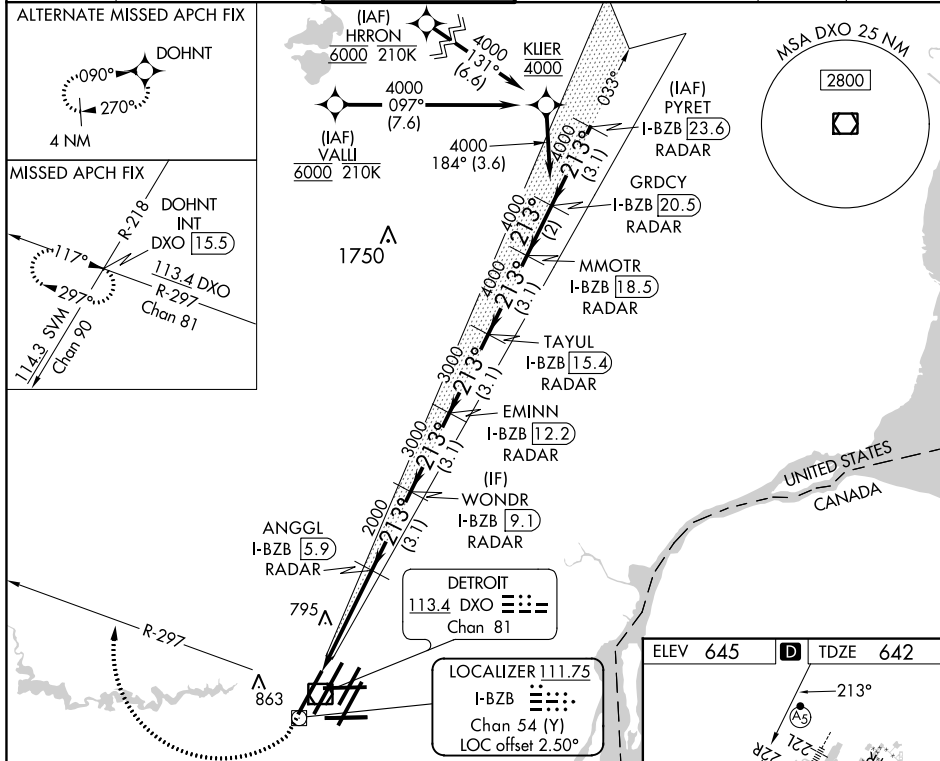 ALTERNATE MISSED APCH FIX
DOHNT
090°
270°
4 NM
MISSED APCH FIX
DOHNT
INT
DXO 15.5
R-218
117°
297°
113.4 DXO
R-297
Chan 81
114.3 SVM
Chan 90
(IAF)
HRRON
6000 210K
4000
131°
(6.6)
KLIER
4000
4000
097°
(7.6)
(IAF)
VALLI
6000 210K
4000
184° (3.6)
033°
(IAF)
PYRET
I-BZB 23.6
RADAR
4000
213°
(3.1)
GRDCY
I-BZB 20.5
RADAR
4000
213°
(2)
MMOTR
I-BZB 18.5
RADAR
4000
213°
(3.1)
TAYUL
I-BZB 15.4
RADAR
3000
213°
(3.1)
EMINN
I-BZB 12.2
RADAR
3000
213°
(3.1)
(IF)
WONDR
I-BZB 9.1
RADAR
2000
213°
(3.1)
ANGGL
I-BZB 5.9
RADAR
MSA DXO 25 NM
2800
1750
795
863
R-297
UNITED STATES
CANADA
DETROIT
113.4 DXO
Chan 81
LOCALIZER 111.75
I-BZB
Chan 54 (Y)
LOC offset 2.50°
ELEV 645 D TDZE 642
213°
A5
22R
22L